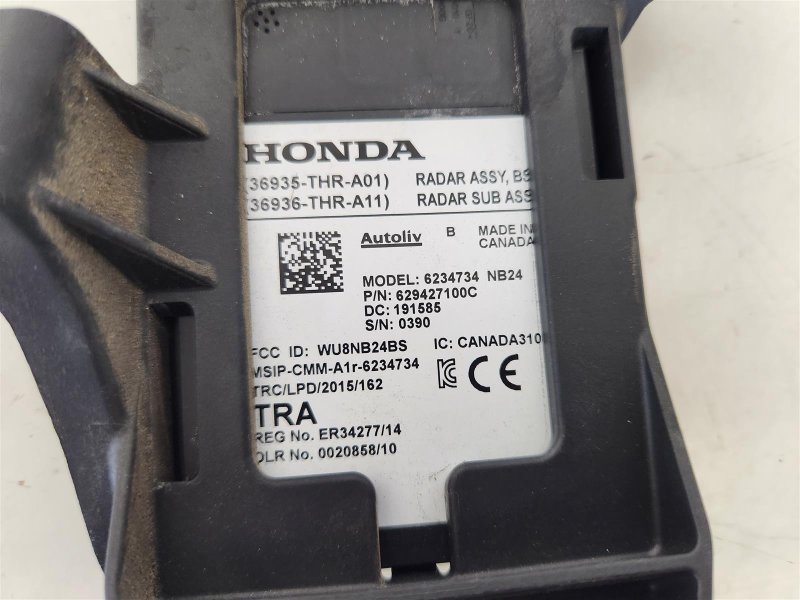 HONDA
(36935-THR-A01) RADAR ASSY, BS
(36936-THR-A11) RADAR SUB ASS
Autoliv B MADE IN
CANADA
MODEL: 6234734 NB24
P/N: 629427100C
DC: 191585
S/N: 0390
FCC ID: WU8NB24BS IC: CANADA310
MSIP-CMM-A1r-6234734
TRC/LPD/2015/162
CE
TRA
REG No. ER34277/14
DLR No. 0020858/10